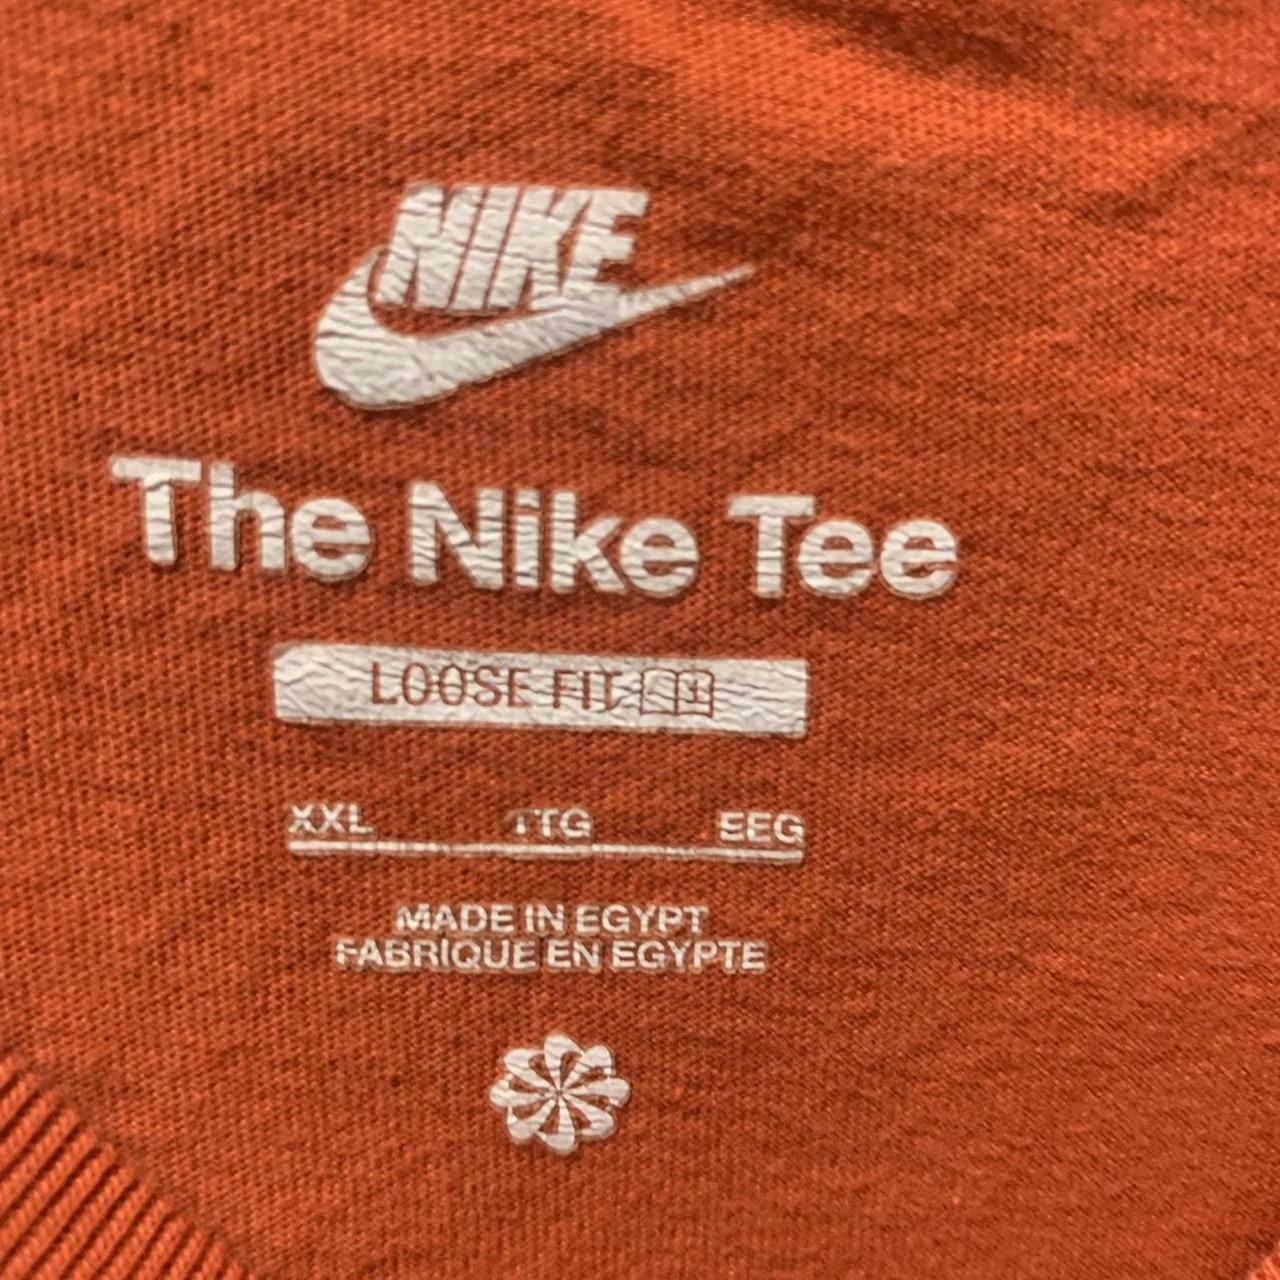 NIKE
The Nike Tee
LOOSE FIT
XXL TTG EEG
MADE IN EGYPT
FABRIQUE EN EGYPTE